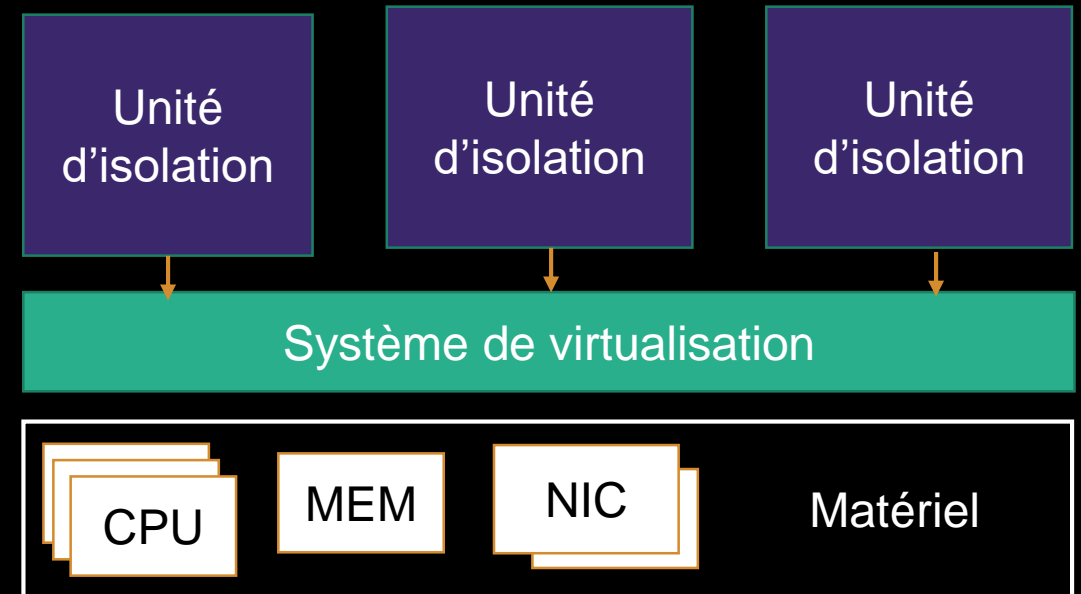 Unité
d’isolation
Unité
d’isolation
Unité
d’isolation
Système de virtualisation
CPU
MEM
NIC
Matériel